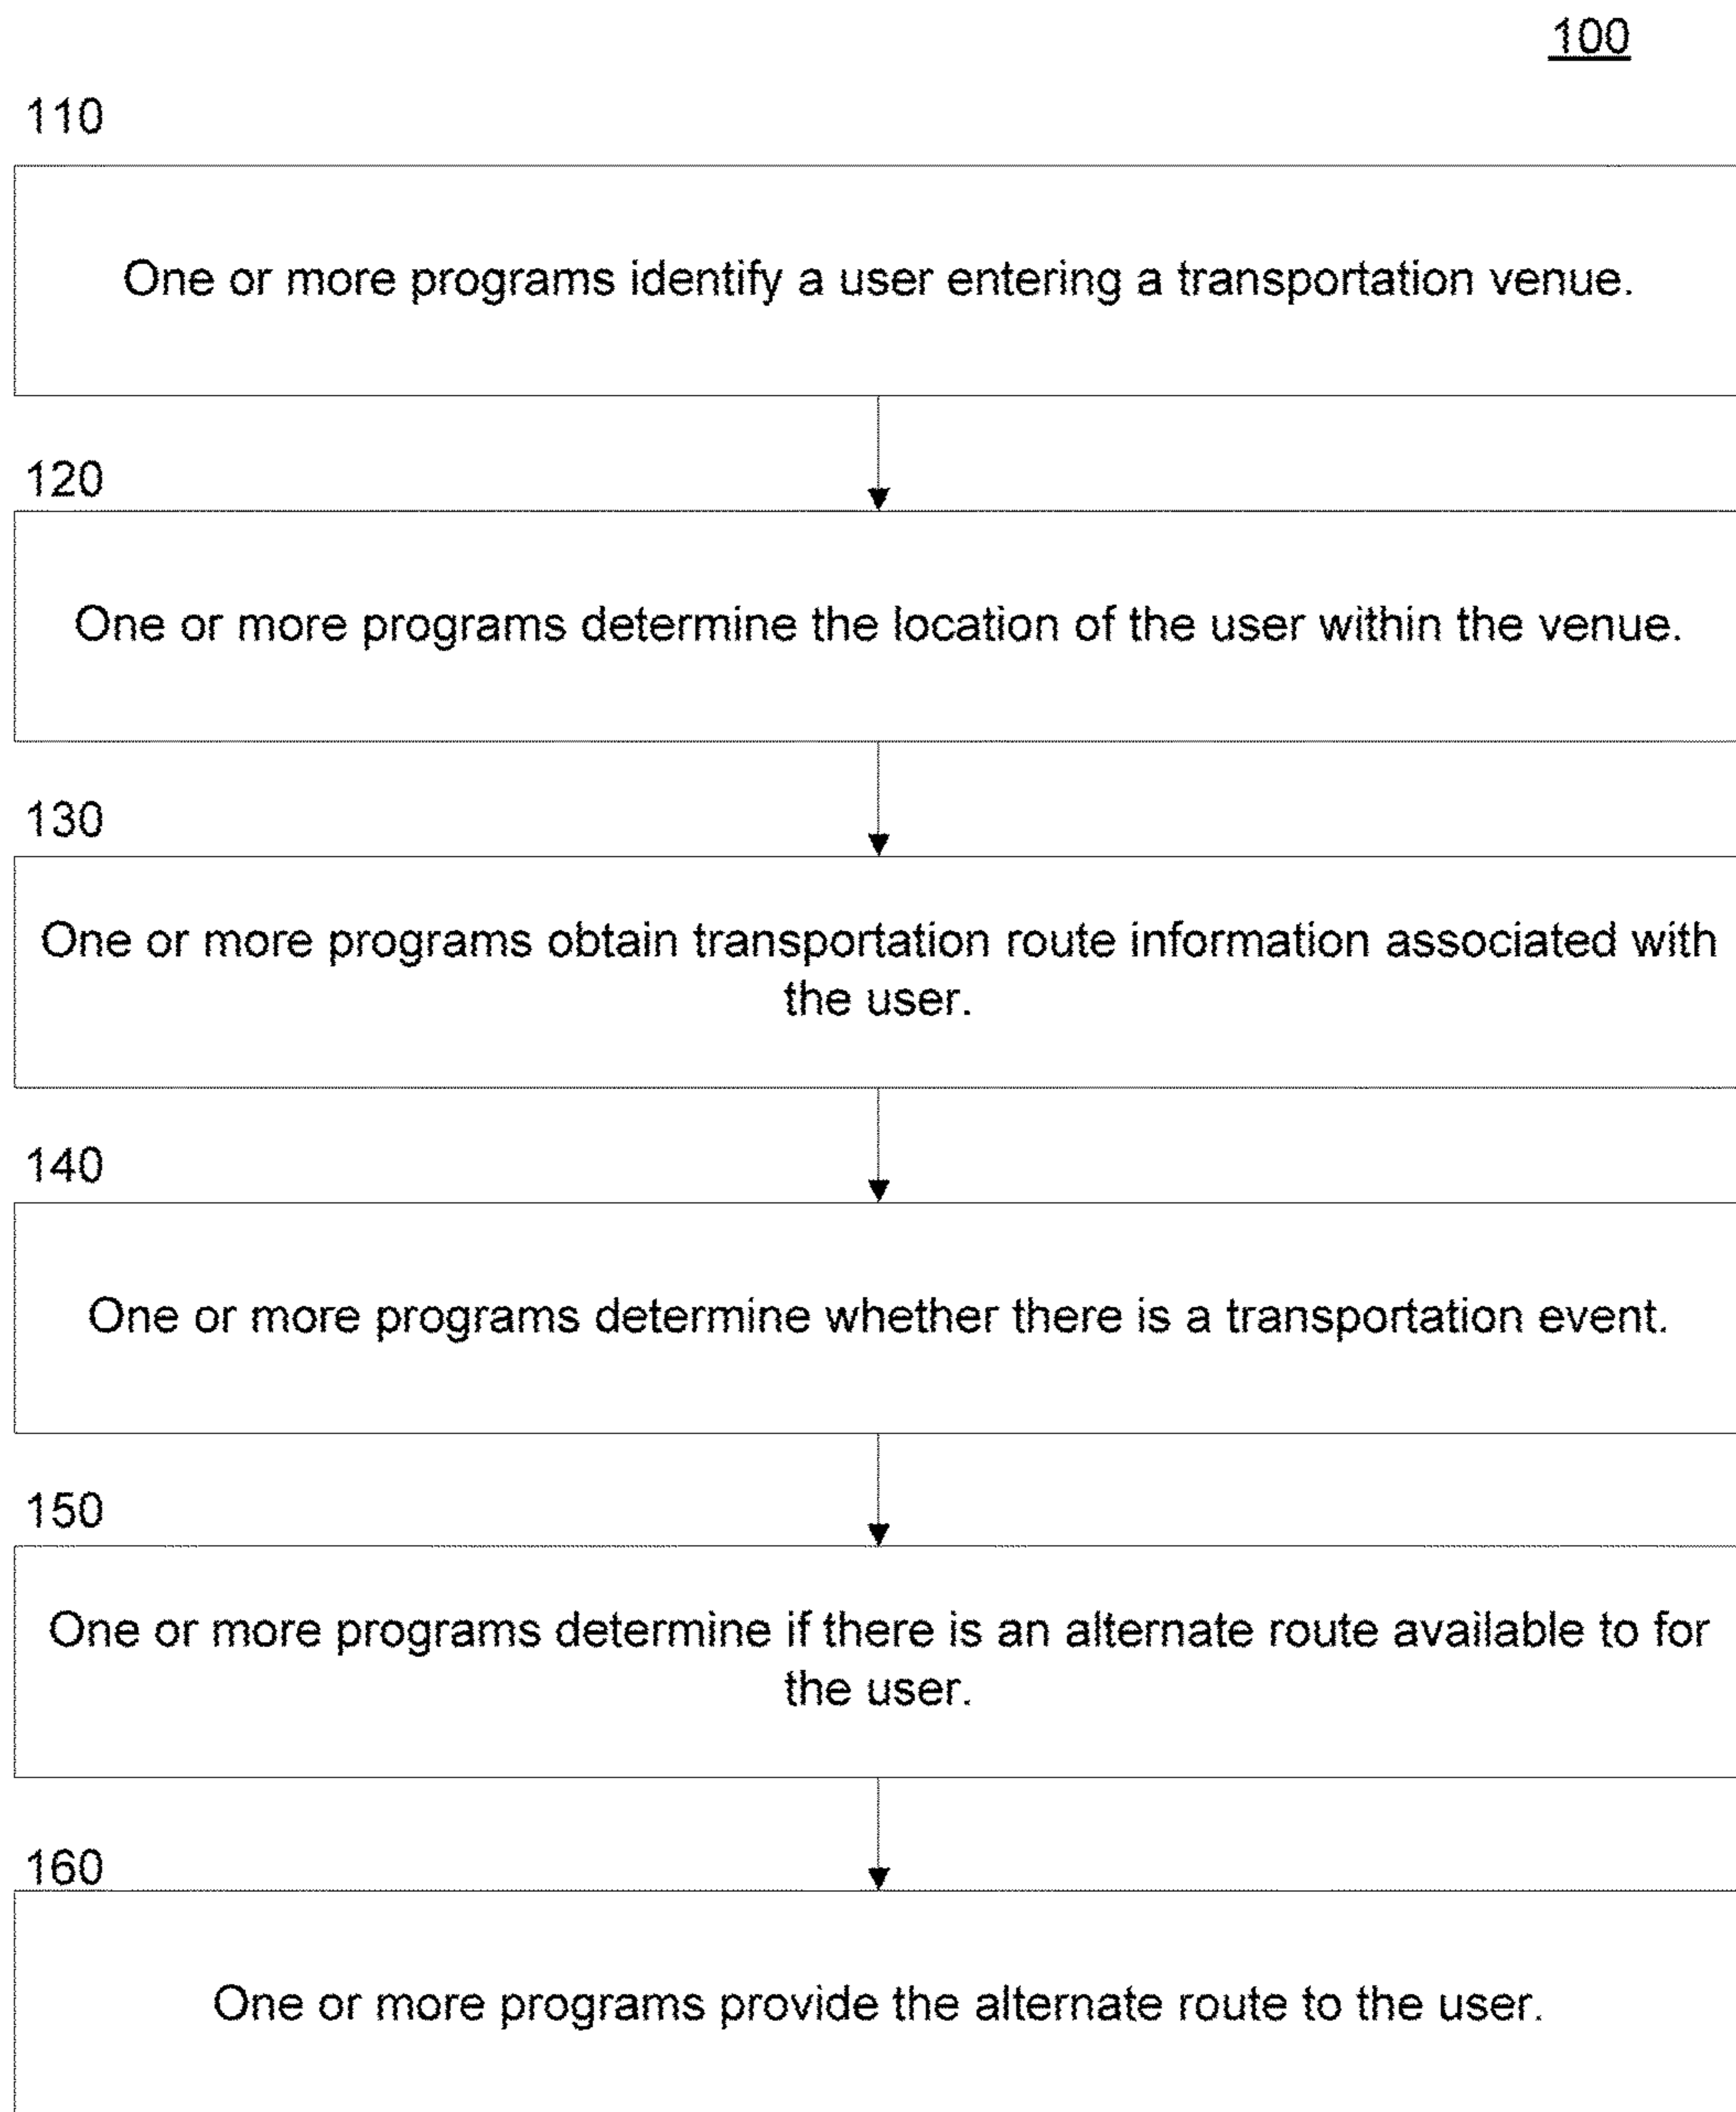 100
110
One or more programs identify a user entering a transportation venue.
120
One or more programs determine the location of the user within the venue.
130
One or more programs obtain transportation route information associated with
the user.
140
One or more programs determine whether there is a transportation event.
150
One or more programs determine if there is an alternate route available to for
the user.
160
One or more programs provide the alternate route to the user.